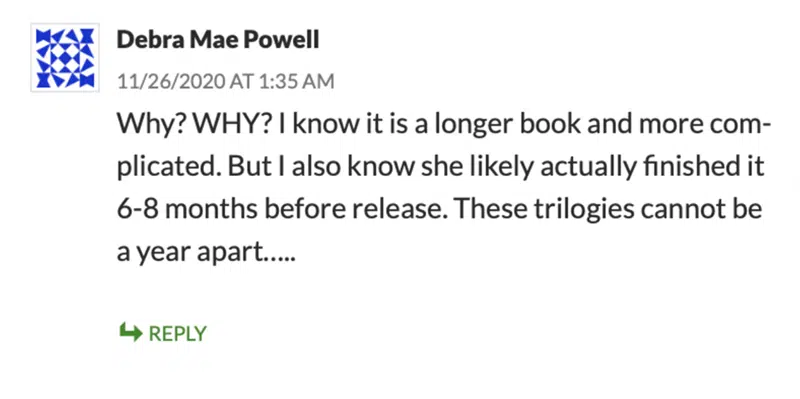 Debra Mae Powell
11/26/2020 AT 1:35 AM
Why? WHY? I know it is a longer book and more com-
plicated. But I also know she likely actually finished it
6-8 months before release. These trilogies cannot be
a year apart…..
REPLY